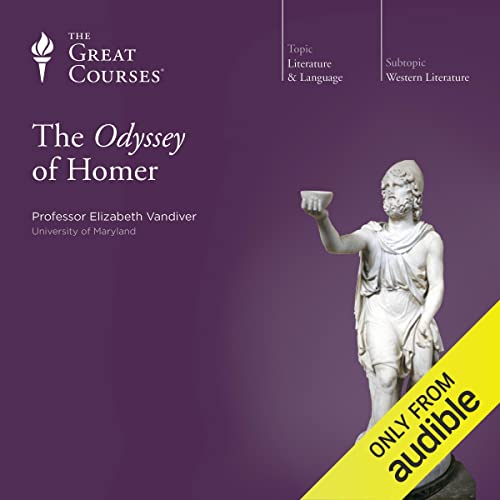 THE
GREAT
COURSES®
Topic
Literature
& Language
Subtopic
Western Literature
The Odyssey
of Homer
Professor Elizabeth Vandiver
University of Maryland
ONLY FROM
audible